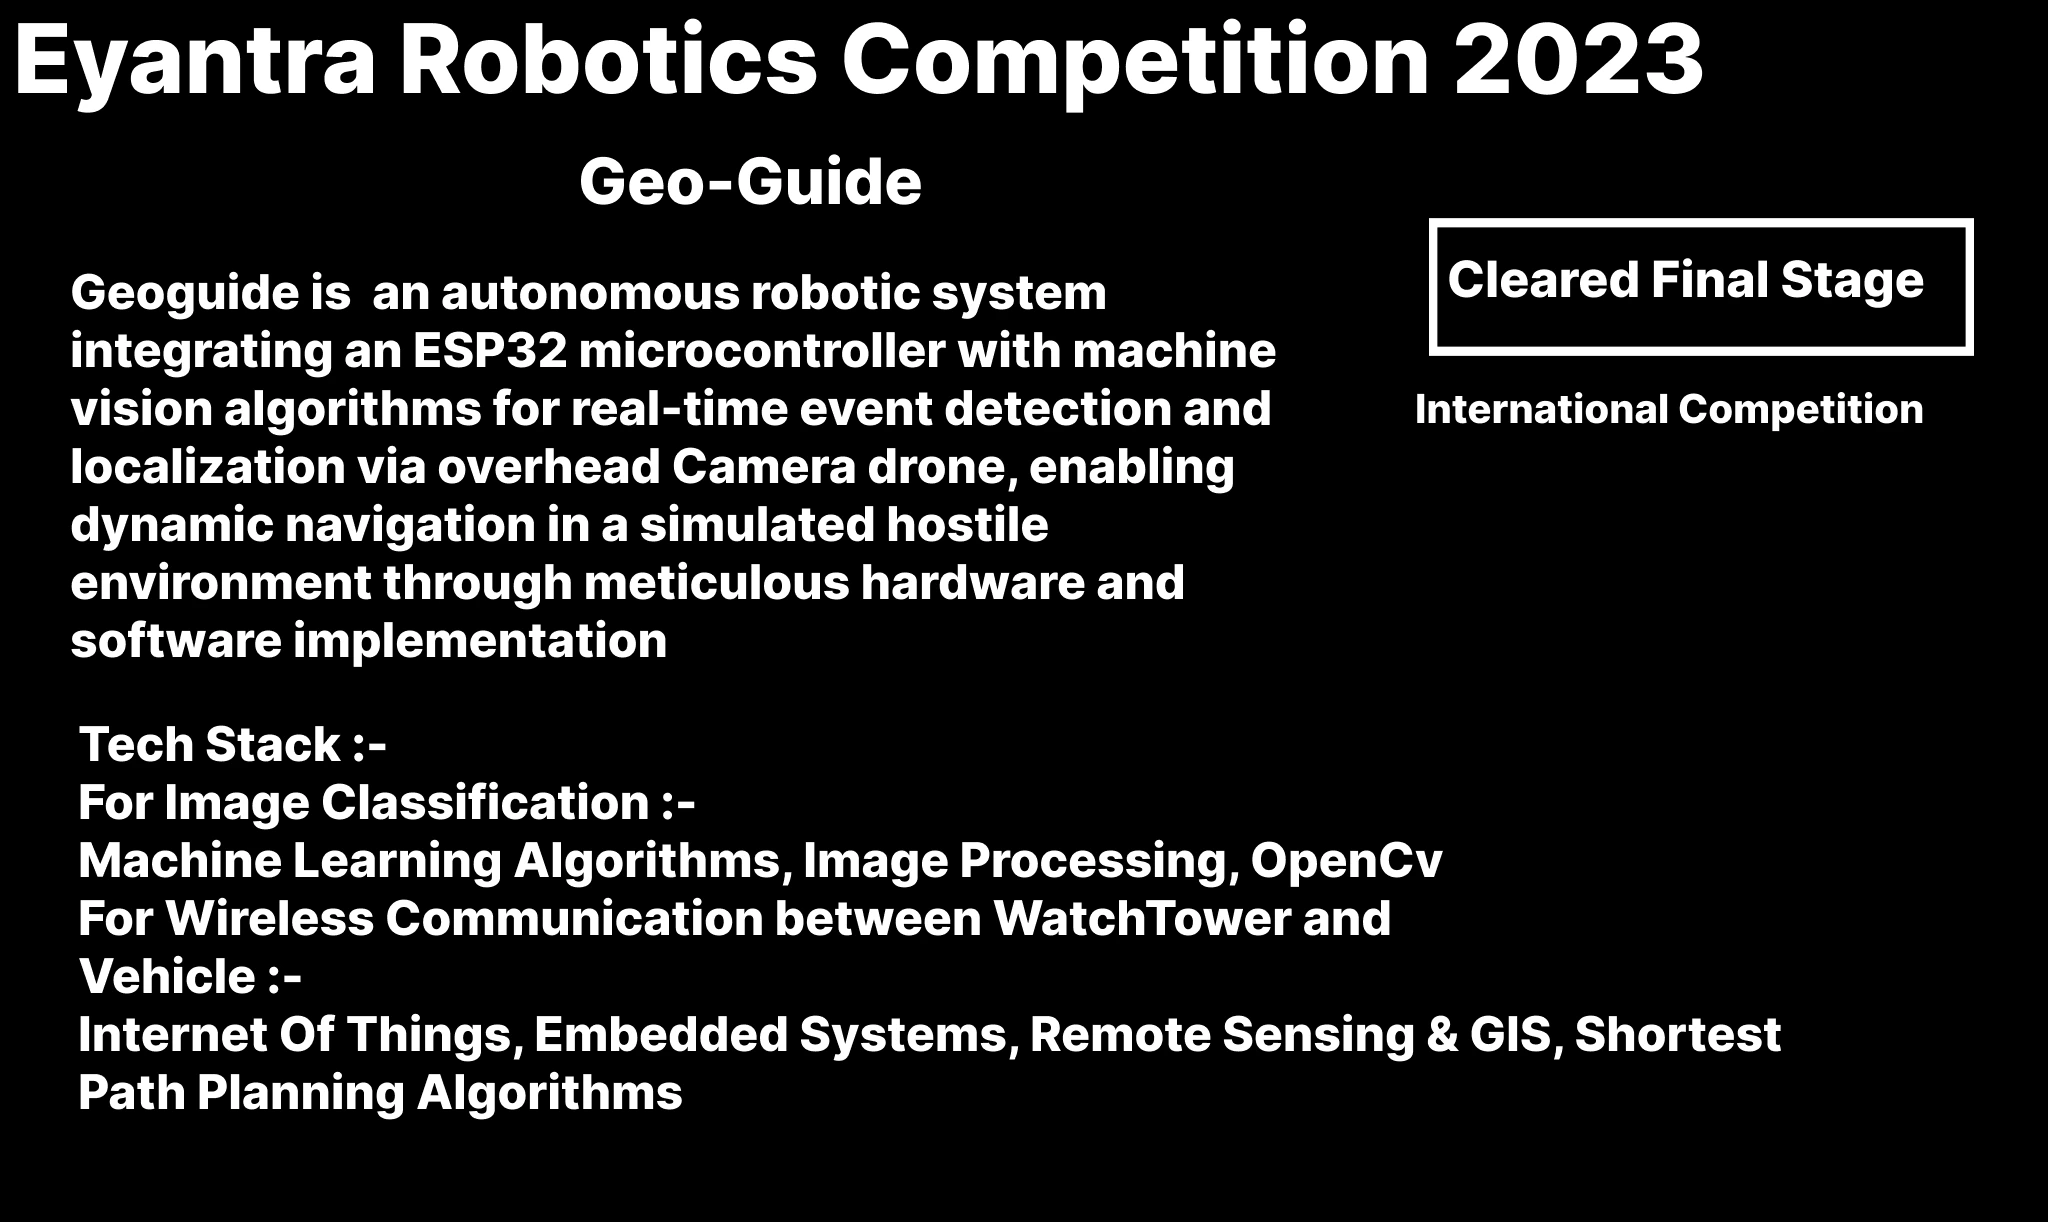 Eyantra Robotics Competition 2023
Geo-Guide
Cleared Final Stage
International Competition
Geoguide is  an autonomous robotic system
integrating an ESP32 microcontroller with machine
vision algorithms for real-time event detection and
localization via overhead Camera drone, enabling
dynamic navigation in a simulated hostile
environment through meticulous hardware and
software implementation
Tech Stack :-
For Image Classification :-
Machine Learning Algorithms, Image Processing, OpenCv
For Wireless Communication between WatchTower and
Vehicle :-
Internet Of Things, Embedded Systems, Remote Sensing & GIS, Shortest
Path Planning Algorithms